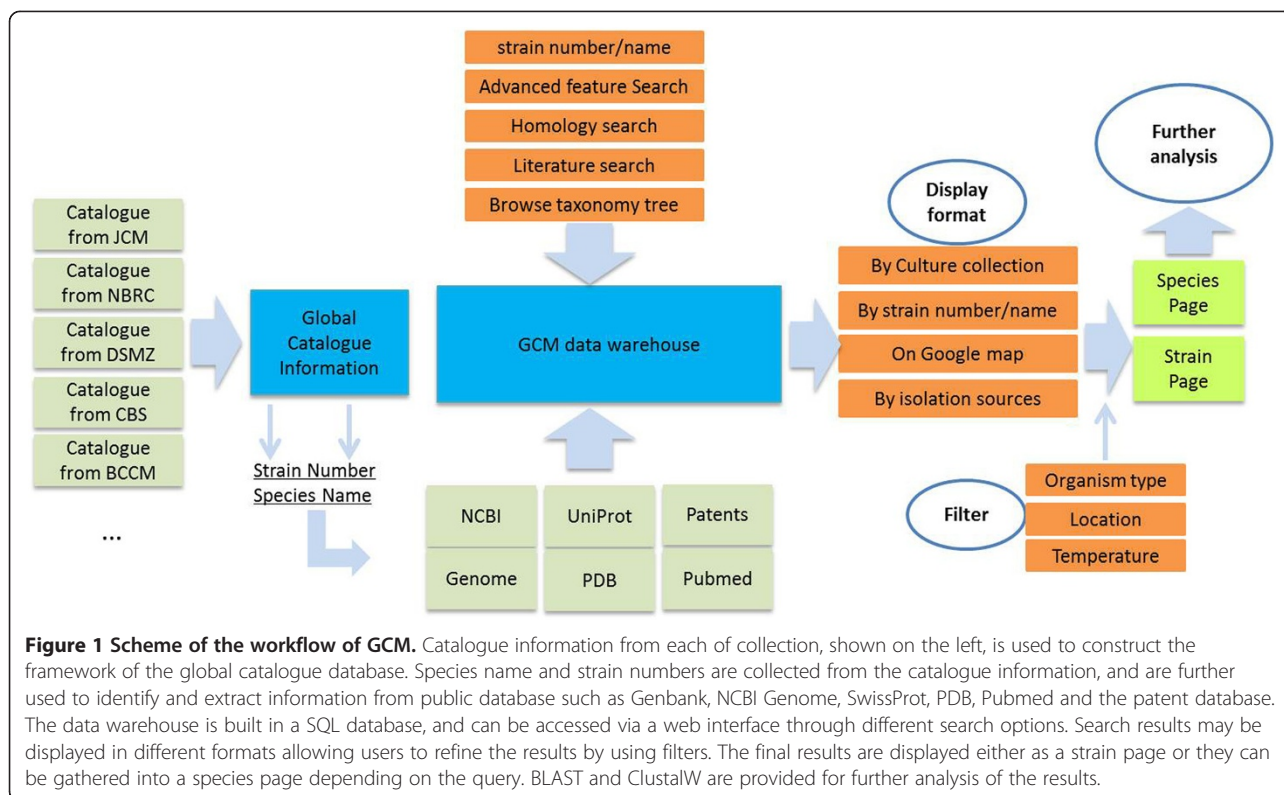 strain number/name
Advanced feature Search
Homology search
Literature search
Browse taxonomy tree
Further
analysis
Display
format
Catalogue
from JCM
Catalogue
from NBRC
Catalogue
from DSMZ
Catalogue
from CBS
Catalogue
from BCCM
...
Global
Catalogue
Information
GCM data warehouse
By Culture collection
By strain number/name
On Google map
By isolation sources
Species
Page
Strain
Page
Strain Number
Species Name
NCBI
UniProt
Patents
Genome
PDB
Pubmed
Filter
Organism type
Location
Temperature
Figure 1 Scheme of the workflow of GCM. Catalogue information from each of collection, shown on the left, is used to construct the
framework of the global catalogue database. Species name and strain numbers are collected from the catalogue information, and are further
used to identify and extract information from public database such as Genbank, NCBI Genome, SwissProt, PDB, Pubmed and the patent database.
The data warehouse is built in a SQL database, and can be accessed via a web interface through different search options. Search results may be
displayed in different formats allowing users to refine the results by using filters. The final results are displayed either as a strain page or they can
be gathered into a species page depending on the query. BLAST and ClustalW are provided for further analysis of the results.